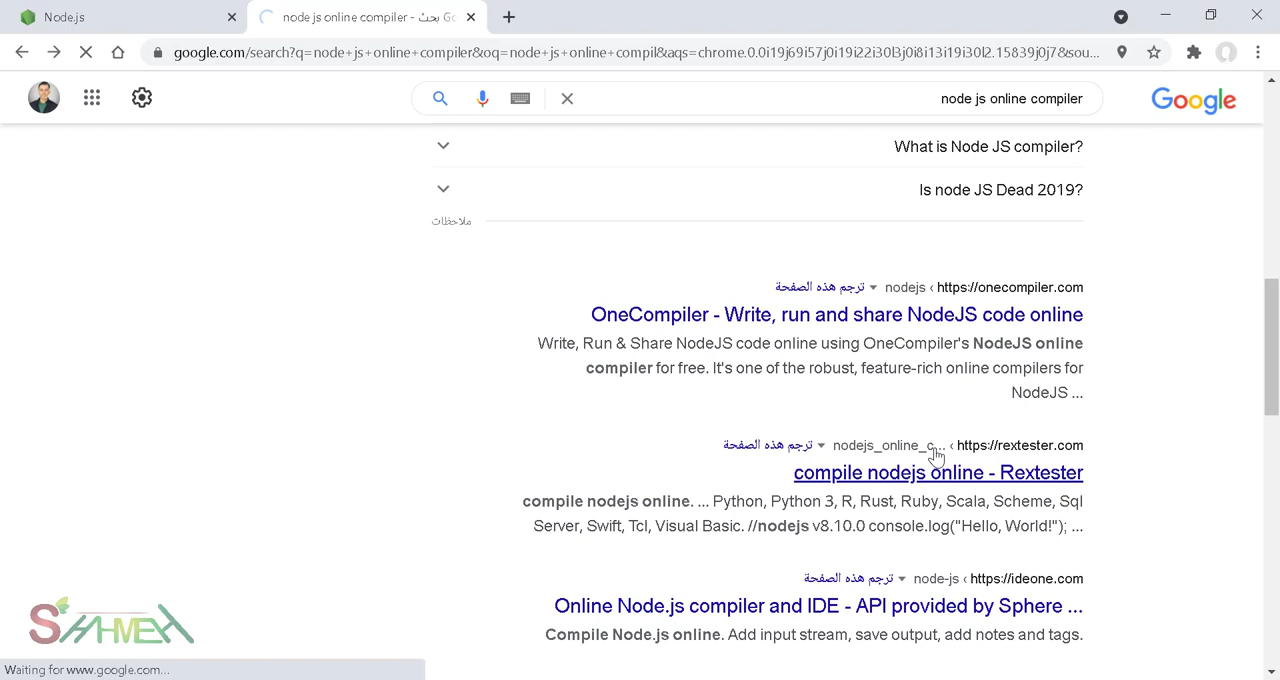 Node.js
node js online compiler - بحث Go
google.com/search?q=node+js+online+compiler&oq=node+js+online+compil&aqs=chrome.0.0i19j69i57j0i19i22i30l3j0i8i13i19i30l2.15839j0j7&sou...
node js online compiler
Google
What is Node JS compiler?
Is node JS Dead 2019?
ملاحظات
https://onecompiler.com › nodejs ترجم هذه الصفحة
OneCompiler - Write, run and share NodeJS code online
Write, Run & Share NodeJS code online using OneCompiler's NodeJS online
compiler for free. It's one of the robust, feature-rich online compilers for
NodeJS ...
https://rextester.com › nodejs_online_c... ترجم هذه الصفحة
compile nodejs online - Rextester
compile nodejs online. ... Python, Python 3, R, Rust, Ruby, Scala, Scheme, Sql
Server, Swift, Tcl, Visual Basic. //nodejs v8.10.0 console.log("Hello, World!"); ...
https://ideone.com › node-js ترجم هذه الصفحة
Online Node.js compiler and IDE - API provided by Sphere ...
Compile Node.js online. Add input stream, save output, add notes and tags.
SHAHMEH
Waiting for www.google.com...